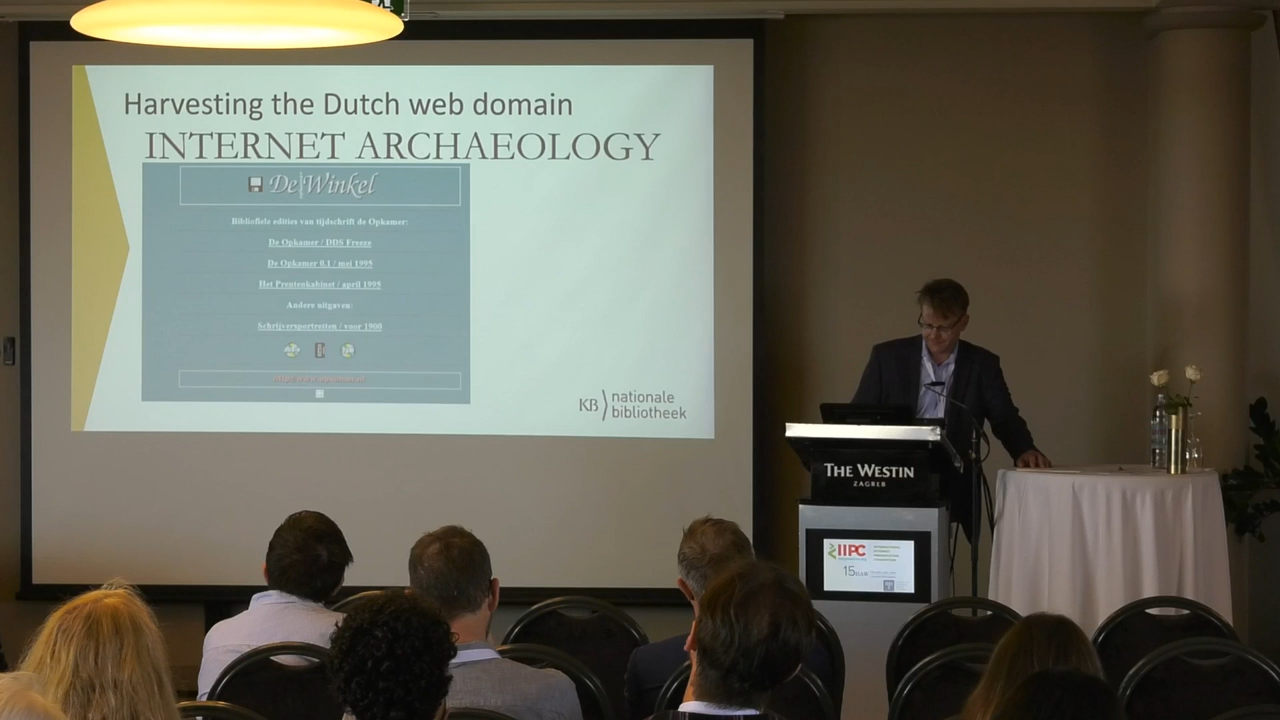 Harvesting the Dutch web domain
INTERNET ARCHAEOLOGY
De Winkel
Bibliofiele edities van tijdschrift de Opkamer:
De Opkamer / DDS Freeze
De Opkamer 0.1 / mei 1995
Het Prentenkabinet / april 1995
Andere uitgaven:
Schrijversportretten / voor 1900
KB nationale
bibliotheek
THE WESTIN
ZAGREB
IIPC